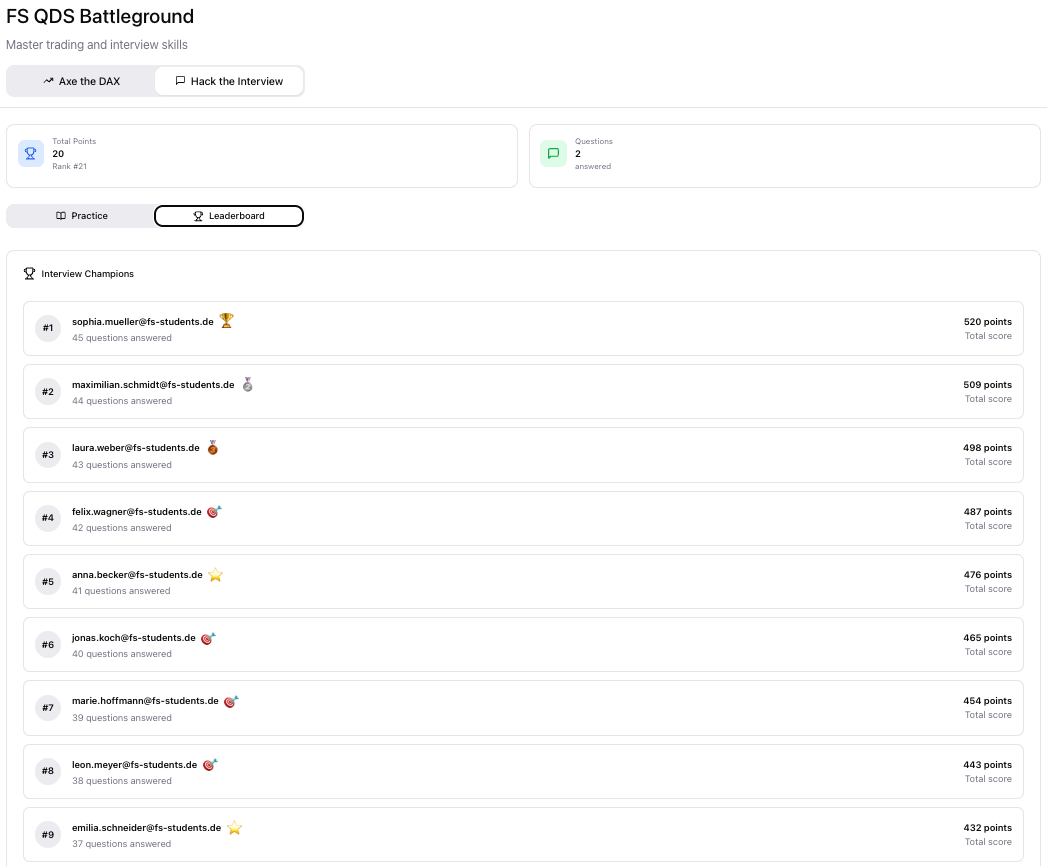 FS QDS Battleground
Master trading and interview skills
Axe the DAX
Hack the Interview
Total Points
20
Rank #21
Questions
2
answered
Practice
Leaderboard
Interview Champions
#1
sophia.mueller@fs-students.de
45 questions answered
520 points
Total score
#2
maximilian.schmidt@fs-students.de
44 questions answered
509 points
Total score
#3
laura.weber@fs-students.de
43 questions answered
498 points
Total score
#4
felix.wagner@fs-students.de
42 questions answered
487 points
Total score
#5
anna.becker@fs-students.de
41 questions answered
476 points
Total score
#6
jonas.koch@fs-students.de
40 questions answered
465 points
Total score
#7
marie.hoffmann@fs-students.de
39 questions answered
454 points
Total score
#8
leon.meyer@fs-students.de
38 questions answered
443 points
Total score
#9
emilia.schneider@fs-students.de
37 questions answered
432 points
Total score